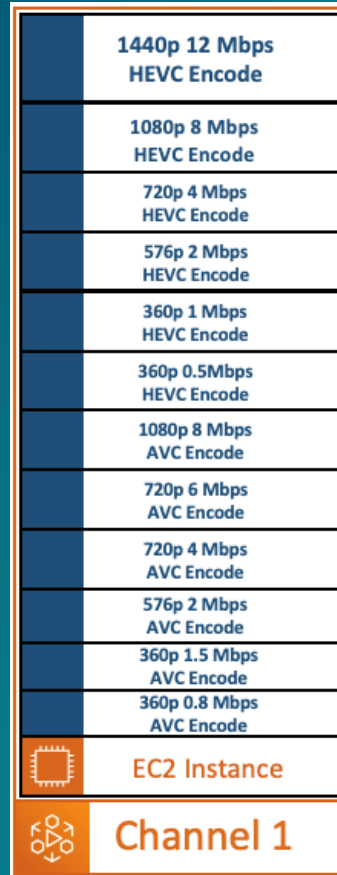 1440p 12 Mbps
HEVC Encode
1080p 8 Mbps
HEVC Encode
720p 4 Mbps
HEVC Encode
576p 2 Mbps
HEVC Encode
360p 1 Mbps
HEVC Encode
360p 0.5Mbps
HEVC Encode
1080p 8 Mbps
AVC Encode
720p 6 Mbps
AVC Encode
720p 4 Mbps
AVC Encode
576p 2 Mbps
AVC Encode
360p 1.5 Mbps
AVC Encode
360p 0.8 Mbps
AVC Encode
EC2 Instance
Channel 1